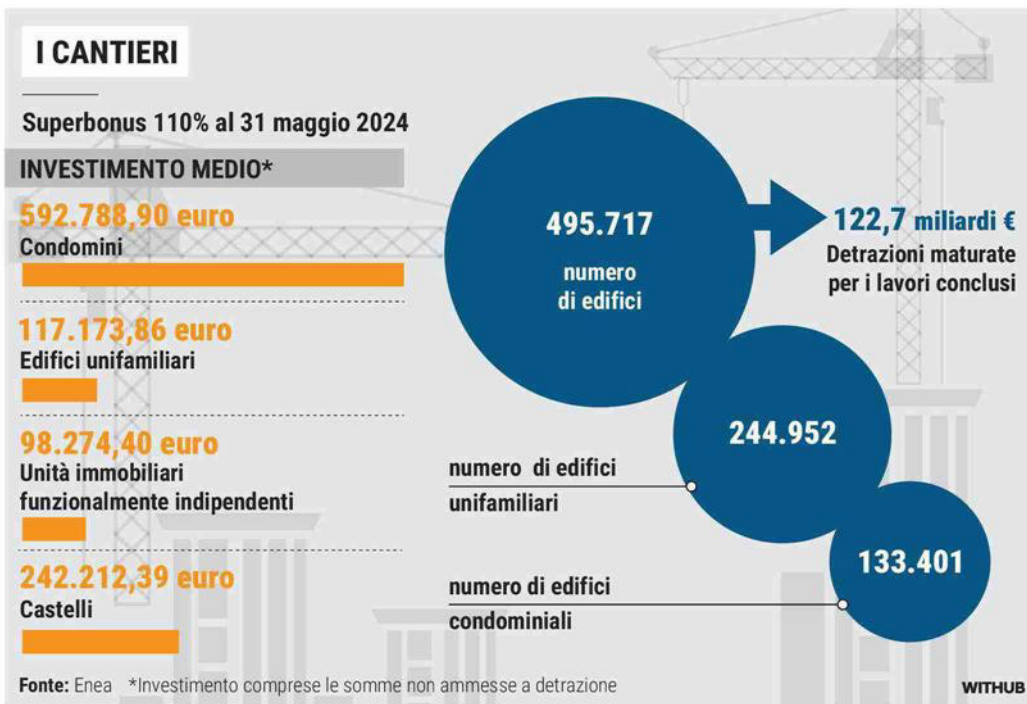 I CANTIERI
Superbonus 110% al 31 maggio 2024
INVESTIMENTO MEDIO*
592.788,90 euro
Condomini
117.173,86 euro
Edifici unifamiliari
98.274,40 euro
Unità immobiliari
funzionalmente indipendenti
242.212,39 euro
Castelli
495.717
numero
di edifici
122,7 miliardi €
Detrazioni maturate
per i lavori conclusi
244.952
numero di edifici
unifamiliari
133.401
numero di edifici
condominiali
Fonte: Enea *Investimento comprese le somme non ammesse a detrazione
WITHUB